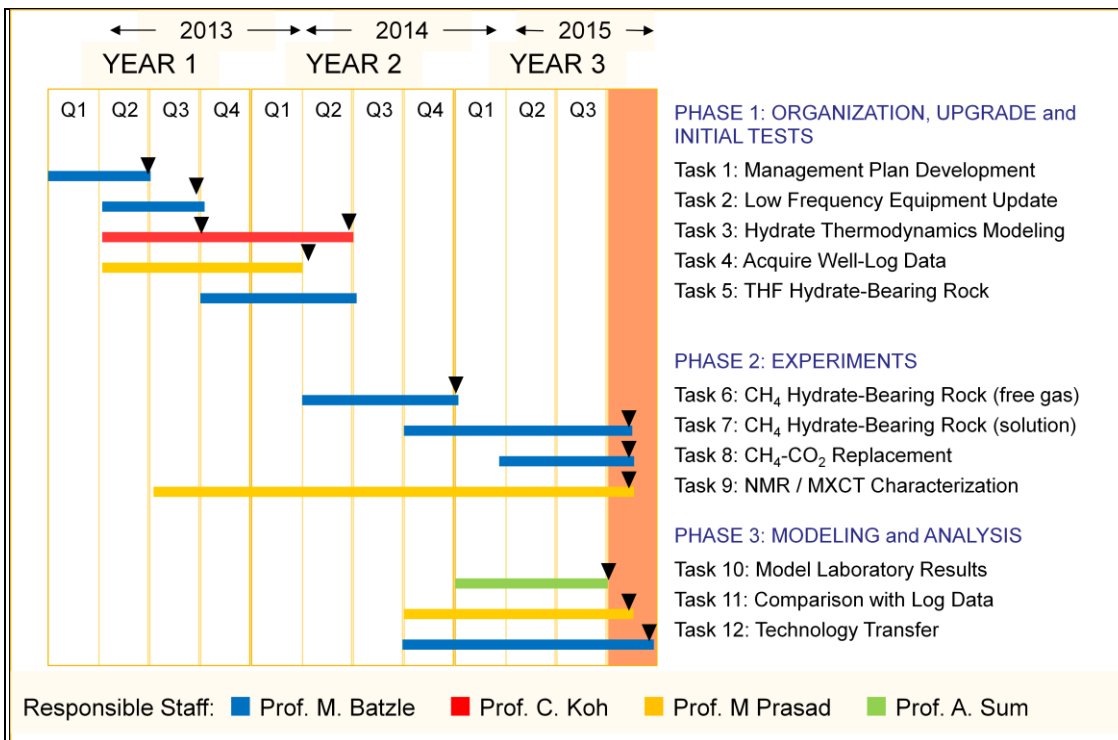 2013 2014 2015
YEAR 1 YEAR 2 YEAR 3
Q1 Q2 Q3 Q4 Q1 Q2 Q3 Q4 Q1 Q2 Q3
PHASE 1: ORGANIZATION, UPGRADE and
INITIAL TESTS
Task 1: Management Plan Development
Task 2: Low Frequency Equipment Update
Task 3: Hydrate Thermodynamics Modeling
Task 4: Acquire Well-Log Data
Task 5: THF Hydrate-Bearing Rock
PHASE 2: EXPERIMENTS
Task 6: CH₄ Hydrate-Bearing Rock (free gas)
Task 7: CH₄ Hydrate-Bearing Rock (solution)
Task 8: CH₄-CO₂ Replacement
Task 9: NMR / MXCT Characterization
PHASE 3: MODELING and ANALYSIS
Task 10: Model Laboratory Results
Task 11: Comparison with Log Data
Task 12: Technology Transfer
Responsible Staff: Prof. M. Batzle Prof. C. Koh Prof. M Prasad Prof. A. Sum